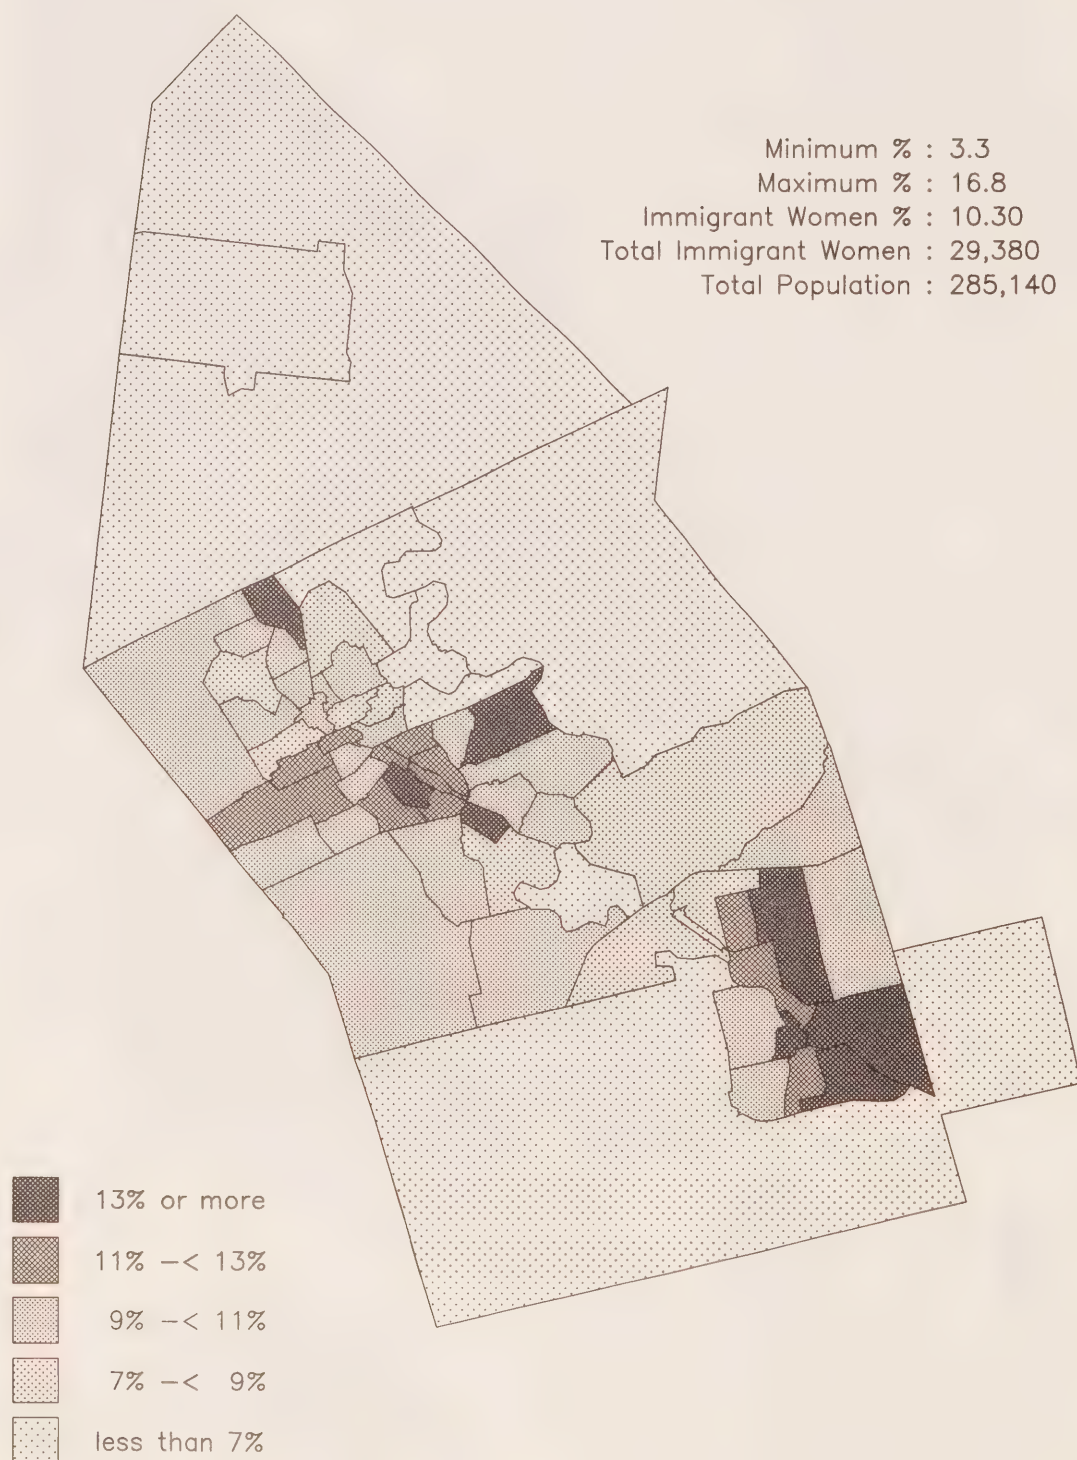 Minimum % : 3.3
Maximum % : 16.8
Immigrant Women % : 10.30
Total Immigrant Women : 29,380
Total Population : 285,140
13% or more
11% –< 13%
9% –< 11%
7% –< 9%
less than 7%